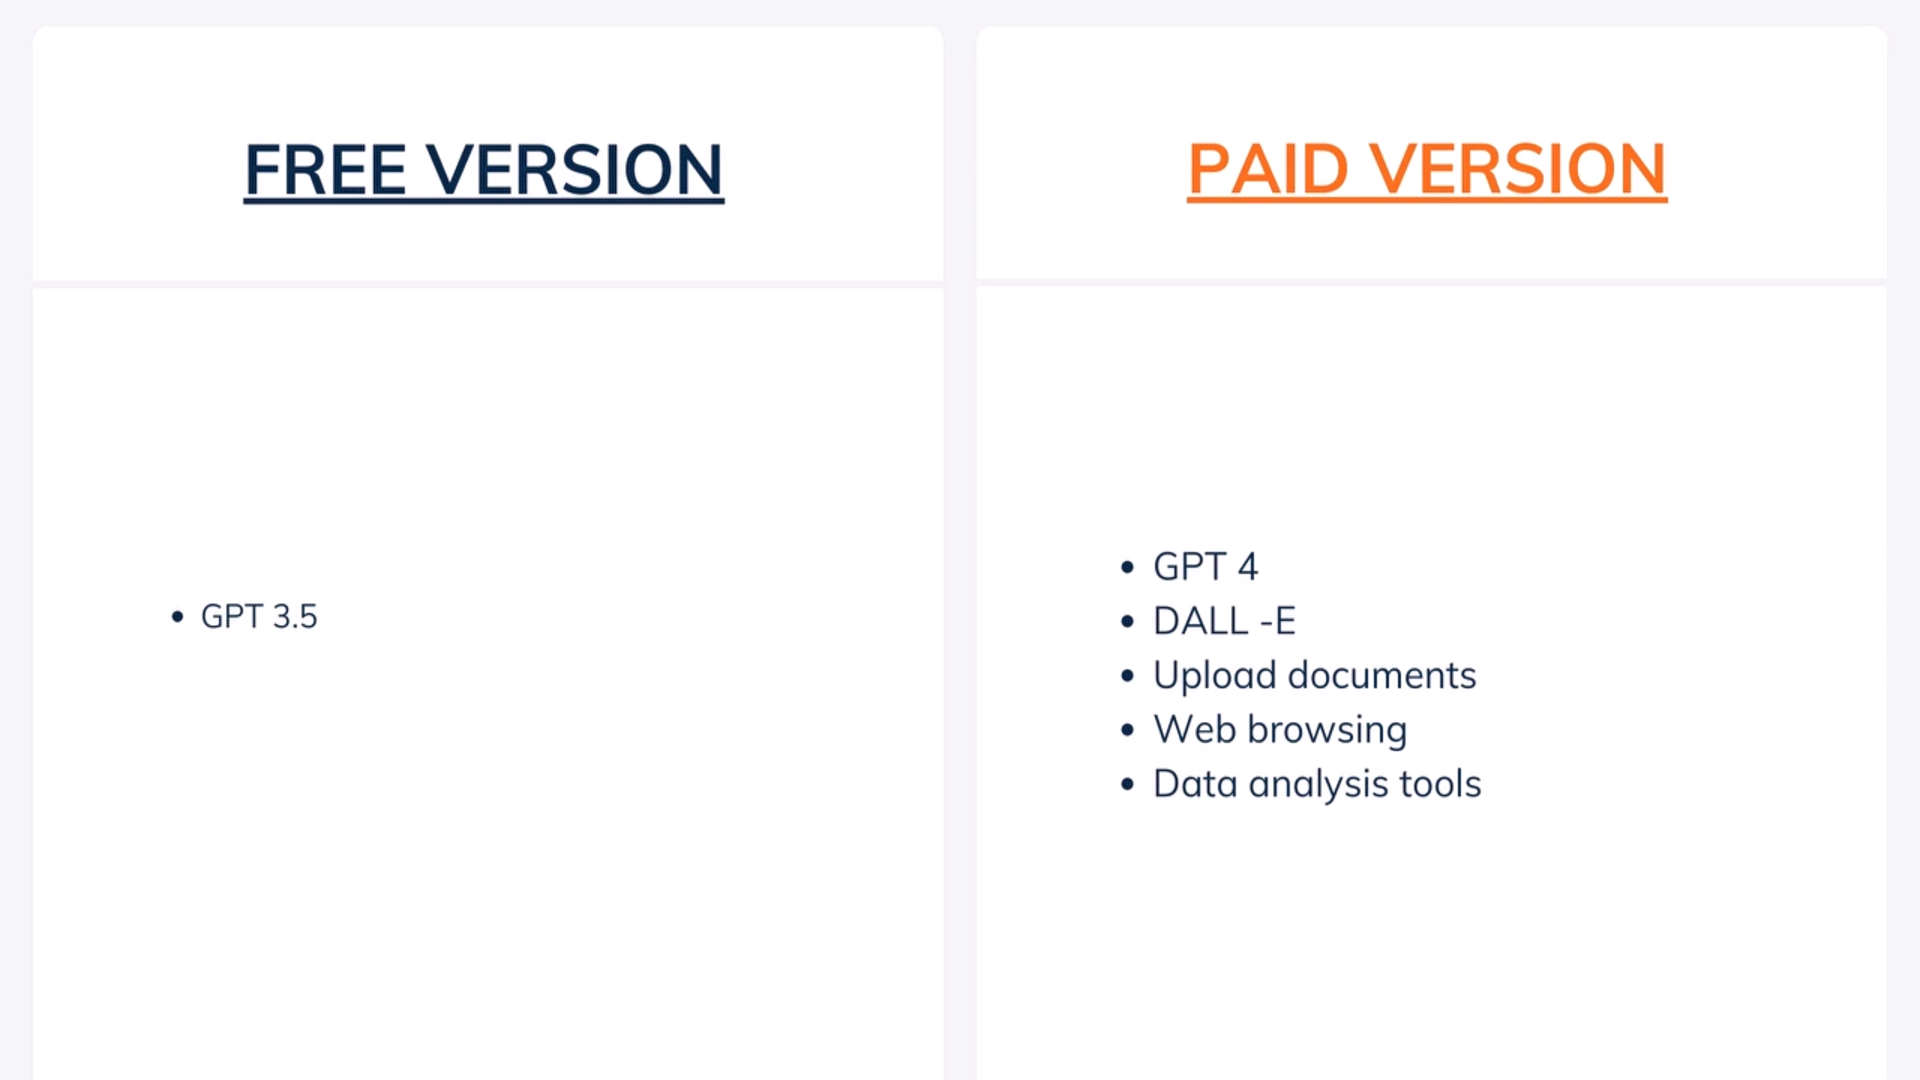 FREE VERSION
• GPT 3.5
PAID VERSION
• GPT 4
• DALL -E
• Upload documents
• Web browsing
• Data analysis tools